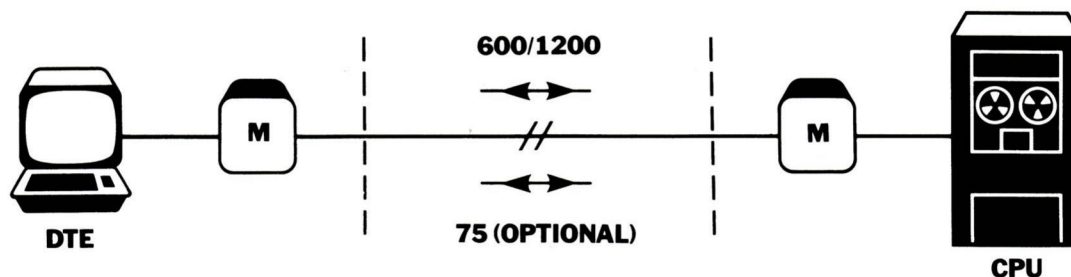 600/1200
M
M
75 (OPTIONAL)
DTE
CPU